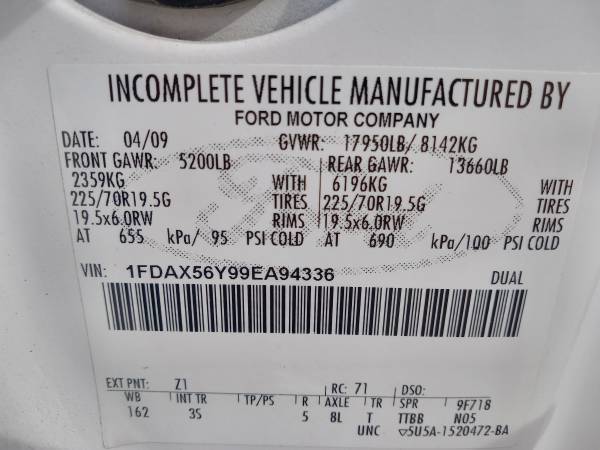 INCOMPLETE VEHICLE MANUFACTURED BY
FORD MOTOR COMPANY
DATE: 04/09 GVWR: 17950LB/ 8142KG
FRONT GAWR: 5200LB REAR GAWR: 13660LB
2359KG WITH 6196KG WITH
225/70R19.5G TIRES 225/70R19.5G TIRES
19.5x6.0RW RIMS 19.5x6.0RW RIMS
AT 655 kPa/ 95 PSI COLD AT 690 kPa/100 PSI COLD
VIN: 1FDAX56Y99EA94336 DUAL
EXT PNT: Z1 RC: 71 DSO:
WB INT TR TP/PS R AXLE TR SPR 9F718
162 3S 5 8L T TTBB N05
UNC ▽5U5A-1520472-BA